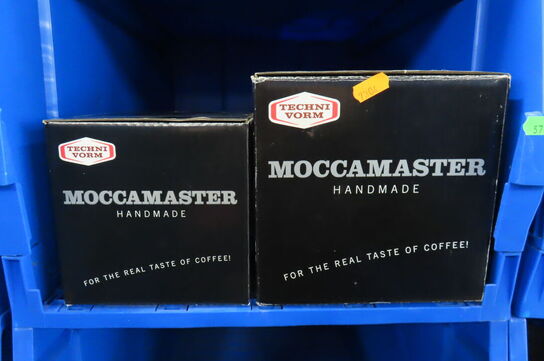 TECHNI
VORM
MOCCAMASTER
HANDMADE
FOR THE REAL TASTE OF COFFEE!
TECHNI
VORM
MOCCAMASTER
HANDMADE
FOR THE REAL TASTE OF COFFEE!
37